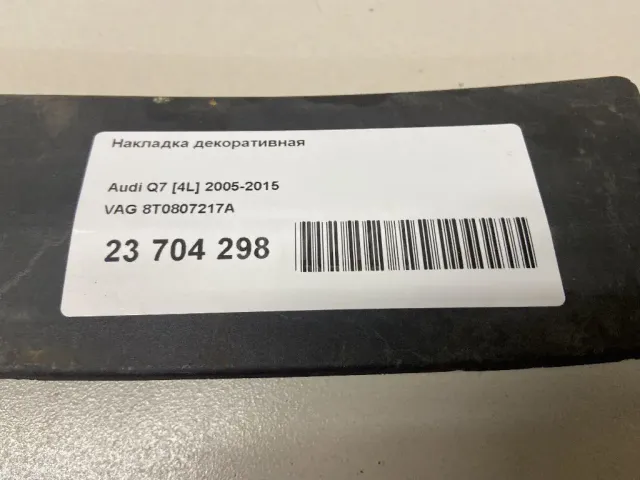 Накладка декоративная
Audi Q7 [4L] 2005-2015
VAG 8T0807217A
23 704 298